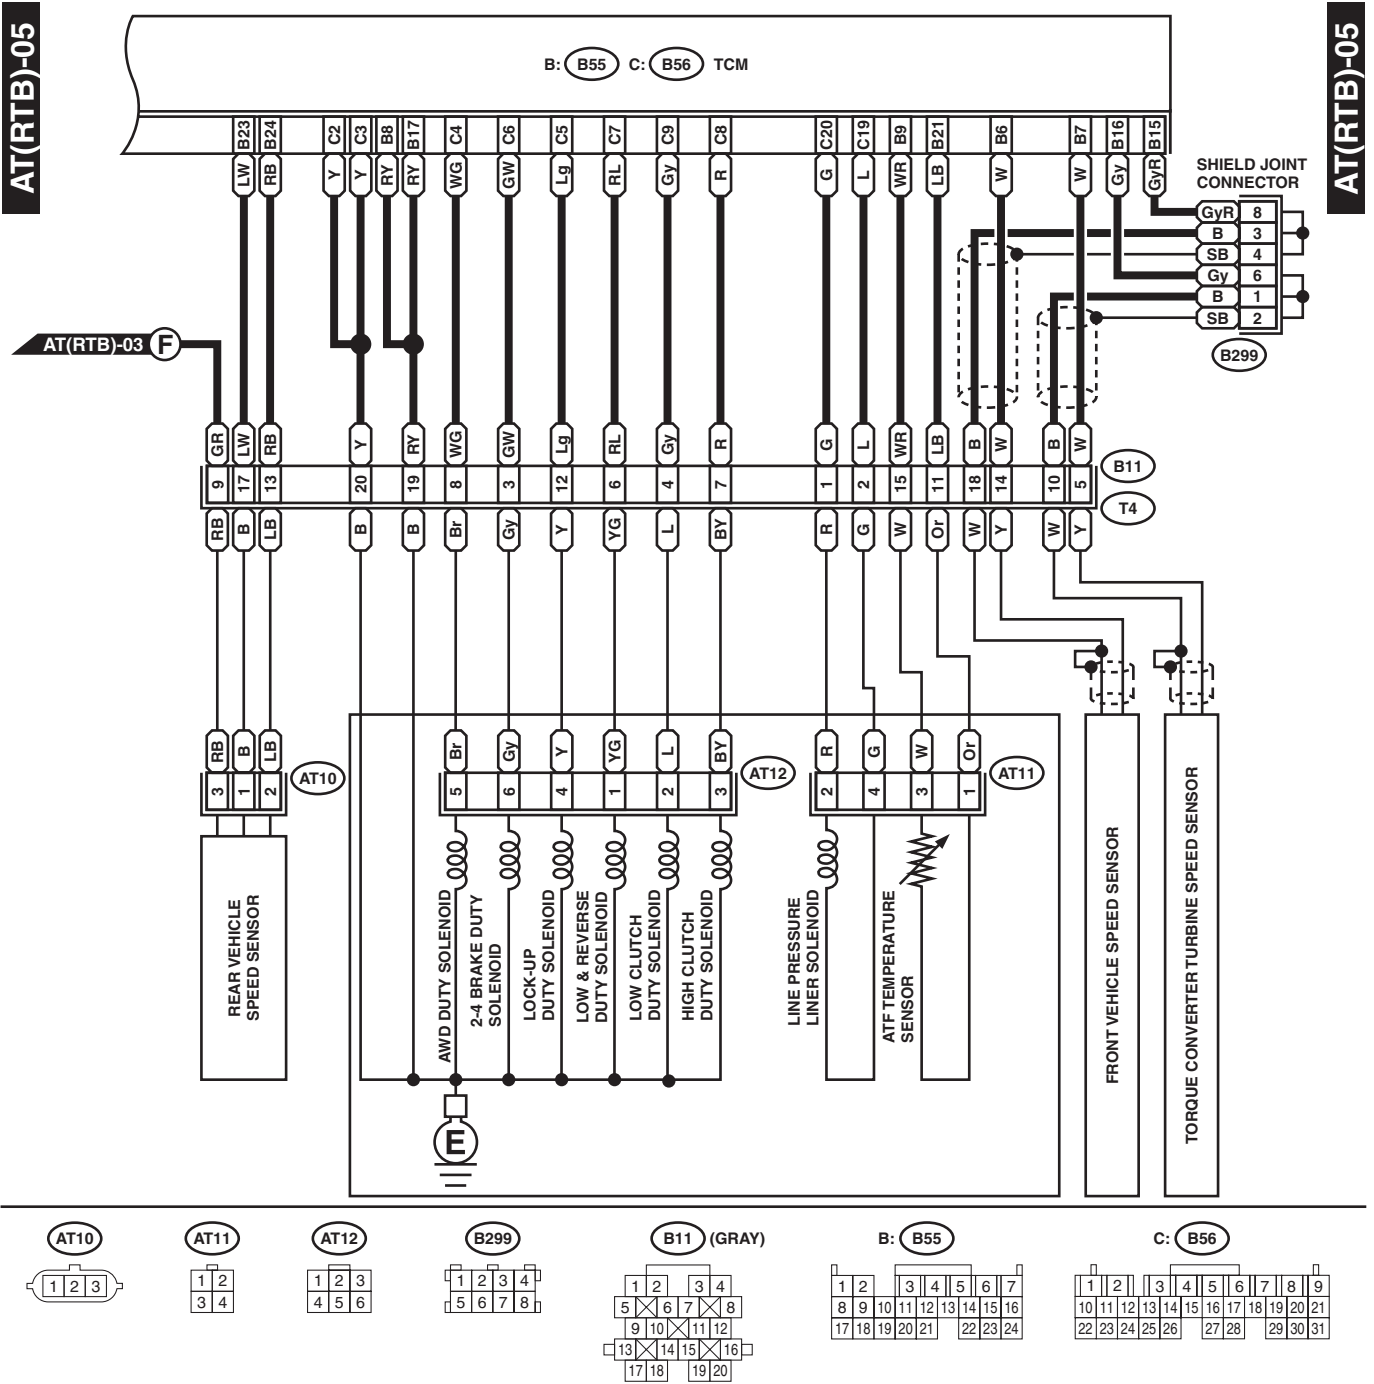 AT(RTB)-05
AT(RTB)-05
B: B55 C: B56 TCM
B23 B24 C2 C3 B8 B17 C4 C6 C5 C7 C9 C8 C20 C19 B9 B21 B6 B7 B16 B15
LW RB Y Y RY RY WG GW Lg RL Gy R G L WR LB W W Gy GyR
SHIELD JOINT
CONNECTOR
GyR 8
B 3
SB 4
Gy 6
B 1
SB 2
B299
AT(RTB)-03 F
GR LW RB Y RY WG GW Lg RL Gy R G L WR LB B W B W
9 17 13 20 19 8 3 12 6 4 7 1 2 15 11 18 14 10 5
B11
T4
RB B LB B B Br Gy Y YG L BY R G W Or W Y W Y
RB B LB Br Gy Y YG L BY R G W Or
3 1 2 AT10 5 6 4 1 2 3 AT12 2 4 3 1 AT11
REAR VEHICLE
SPEED SENSOR
AWD DUTY SOLENOID
2-4 BRAKE DUTY
SOLENOID
LOCK-UP
DUTY SOLENOID
LOW & REVERSE
DUTY SOLENOID
LOW CLUTCH
DUTY SOLENOID
HIGH CLUTCH
DUTY SOLENOID
LINE PRESSURE
LINER SOLENOID
ATF TEMPERATURE
SENSOR
FRONT VEHICLE SPEED SENSOR
TORQUE CONVERTER TURBINE SPEED SENSOR
E
AT10
1 2 3
AT11
1 2
3 4
AT12
1 2 3
4 5 6
B299
1 2 3 4
5 6 7 8
B11 (GRAY)
1 2 3 4
5 6 7 8
9 10 11 12
13 14 15 16
17 18 19 20
B: B55
1 2 3 4 5 6 7
8 9 10 11 12 13 14 15 16
17 18 19 20 21 22 23 24
C: B56
1 2 3 4 5 6 7 8 9
10 11 12 13 14 15 16 17 18 19 20 21
22 23 24 25 26 27 28 29 30 31